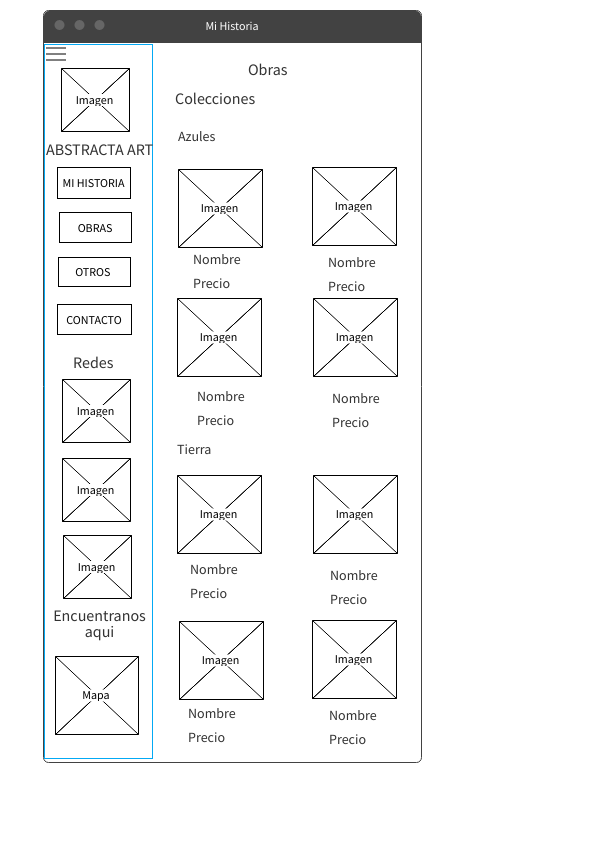 Mi Historia
Imagen
ABSTRACTA ART
MI HISTORIA
OBRAS
OTROS
CONTACTO
Redes
Imagen
Imagen
Imagen
Encuentranos
aqui
Mapa
Obras
Colecciones
Azules
Imagen
Imagen
Nombre
Nombre
Precio
Precio
Imagen
Imagen
Nombre
Nombre
Precio
Precio
Tierra
Imagen
Imagen
Nombre
Nombre
Precio
Precio
Imagen
Imagen
Nombre
Nombre
Precio
Precio